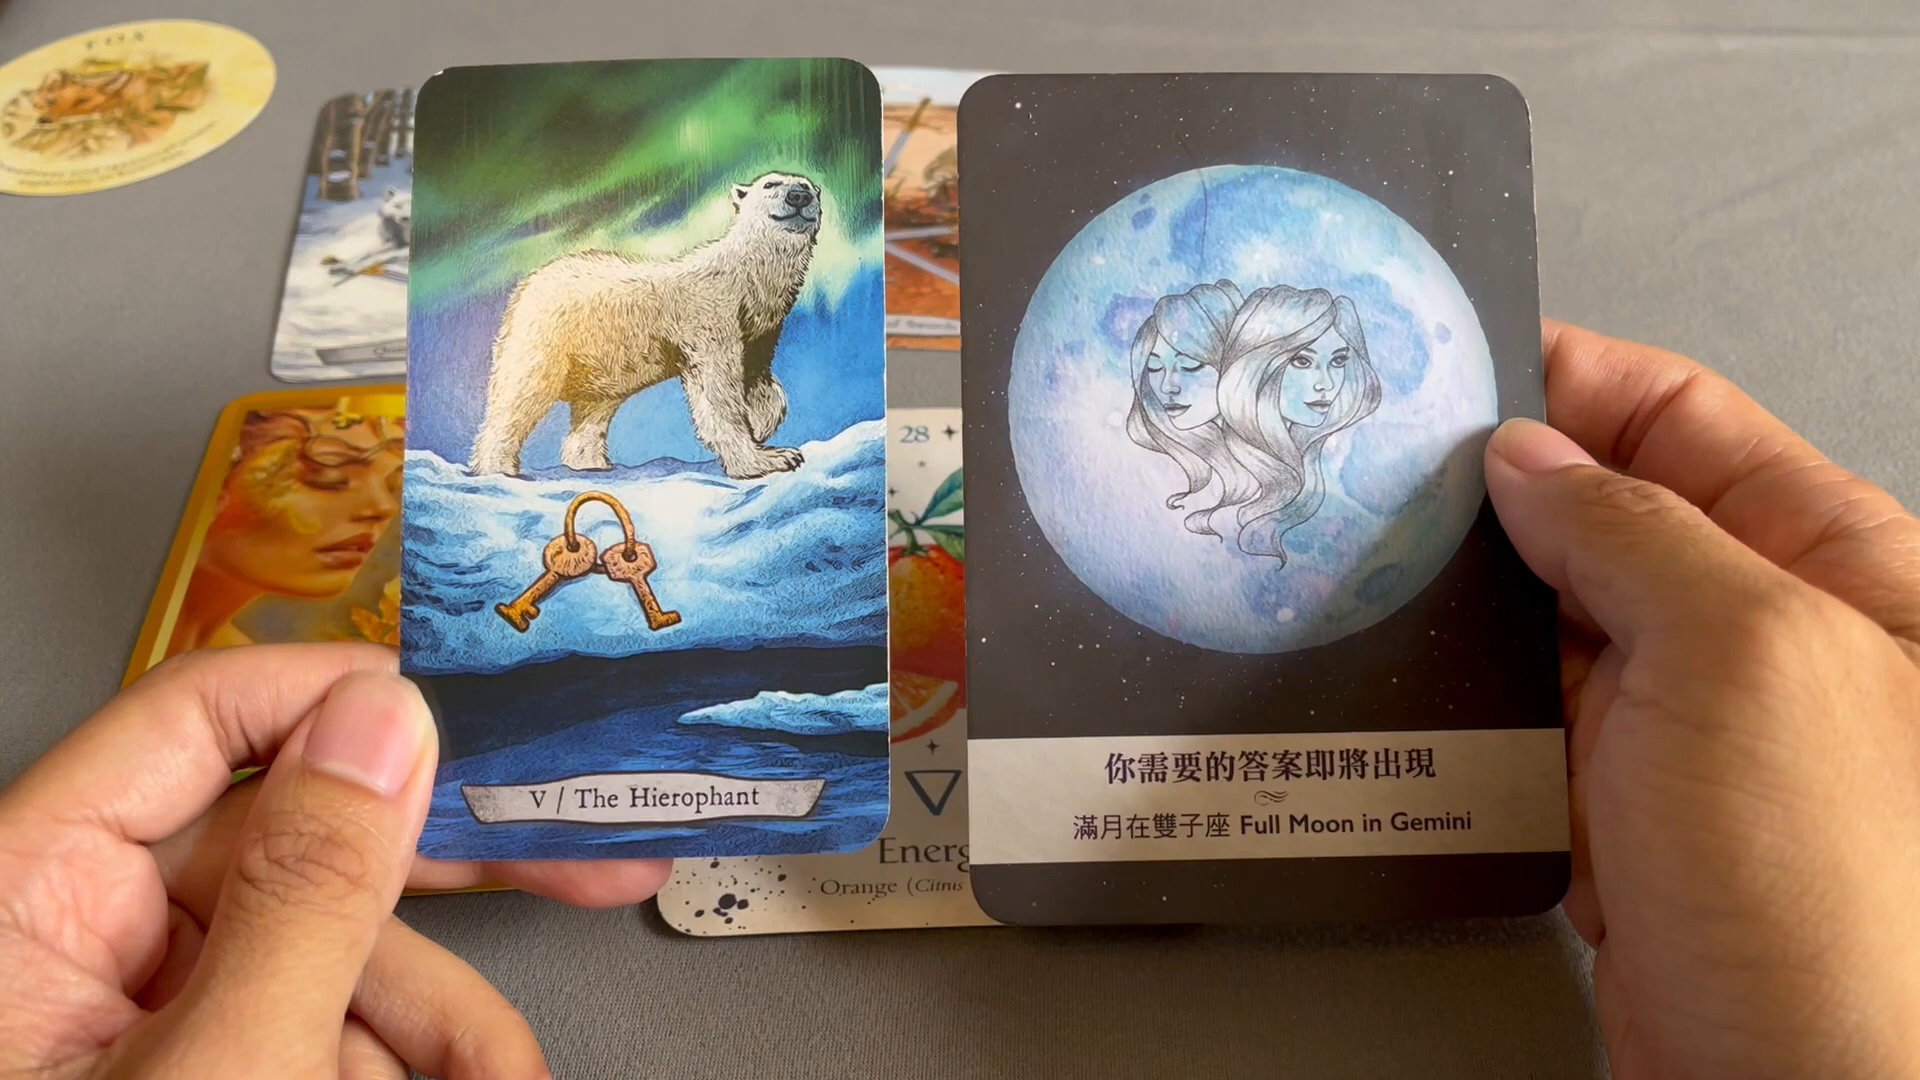 FOX
V / The Hierophant
28
Energ
Orange (Citrus
你需要的答案即將出現
滿月在雙子座 Full Moon in Gemini